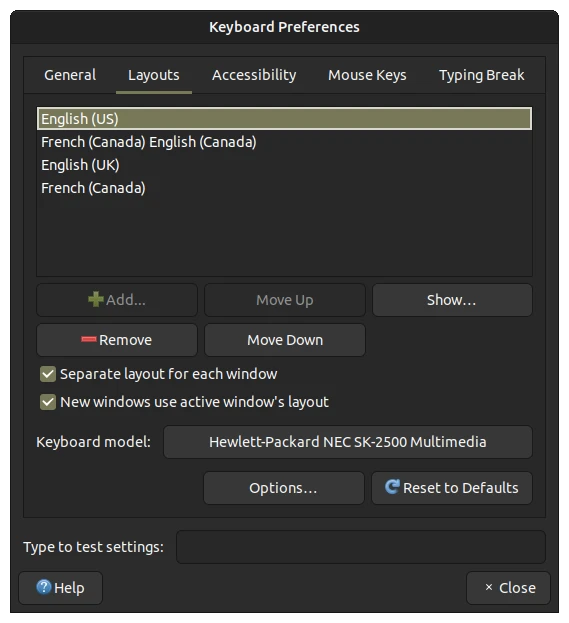 Keyboard Preferences
General Layouts Accessibility Mouse Keys Typing Break
English (US)
French (Canada) English (Canada)
English (UK)
French (Canada)
Add... Move Up Show...
Remove Move Down
Separate layout for each window
New windows use active window's layout
Keyboard model: Hewlett-Packard NEC SK-2500 Multimedia
Options... Reset to Defaults
Type to test settings:
Help × Close